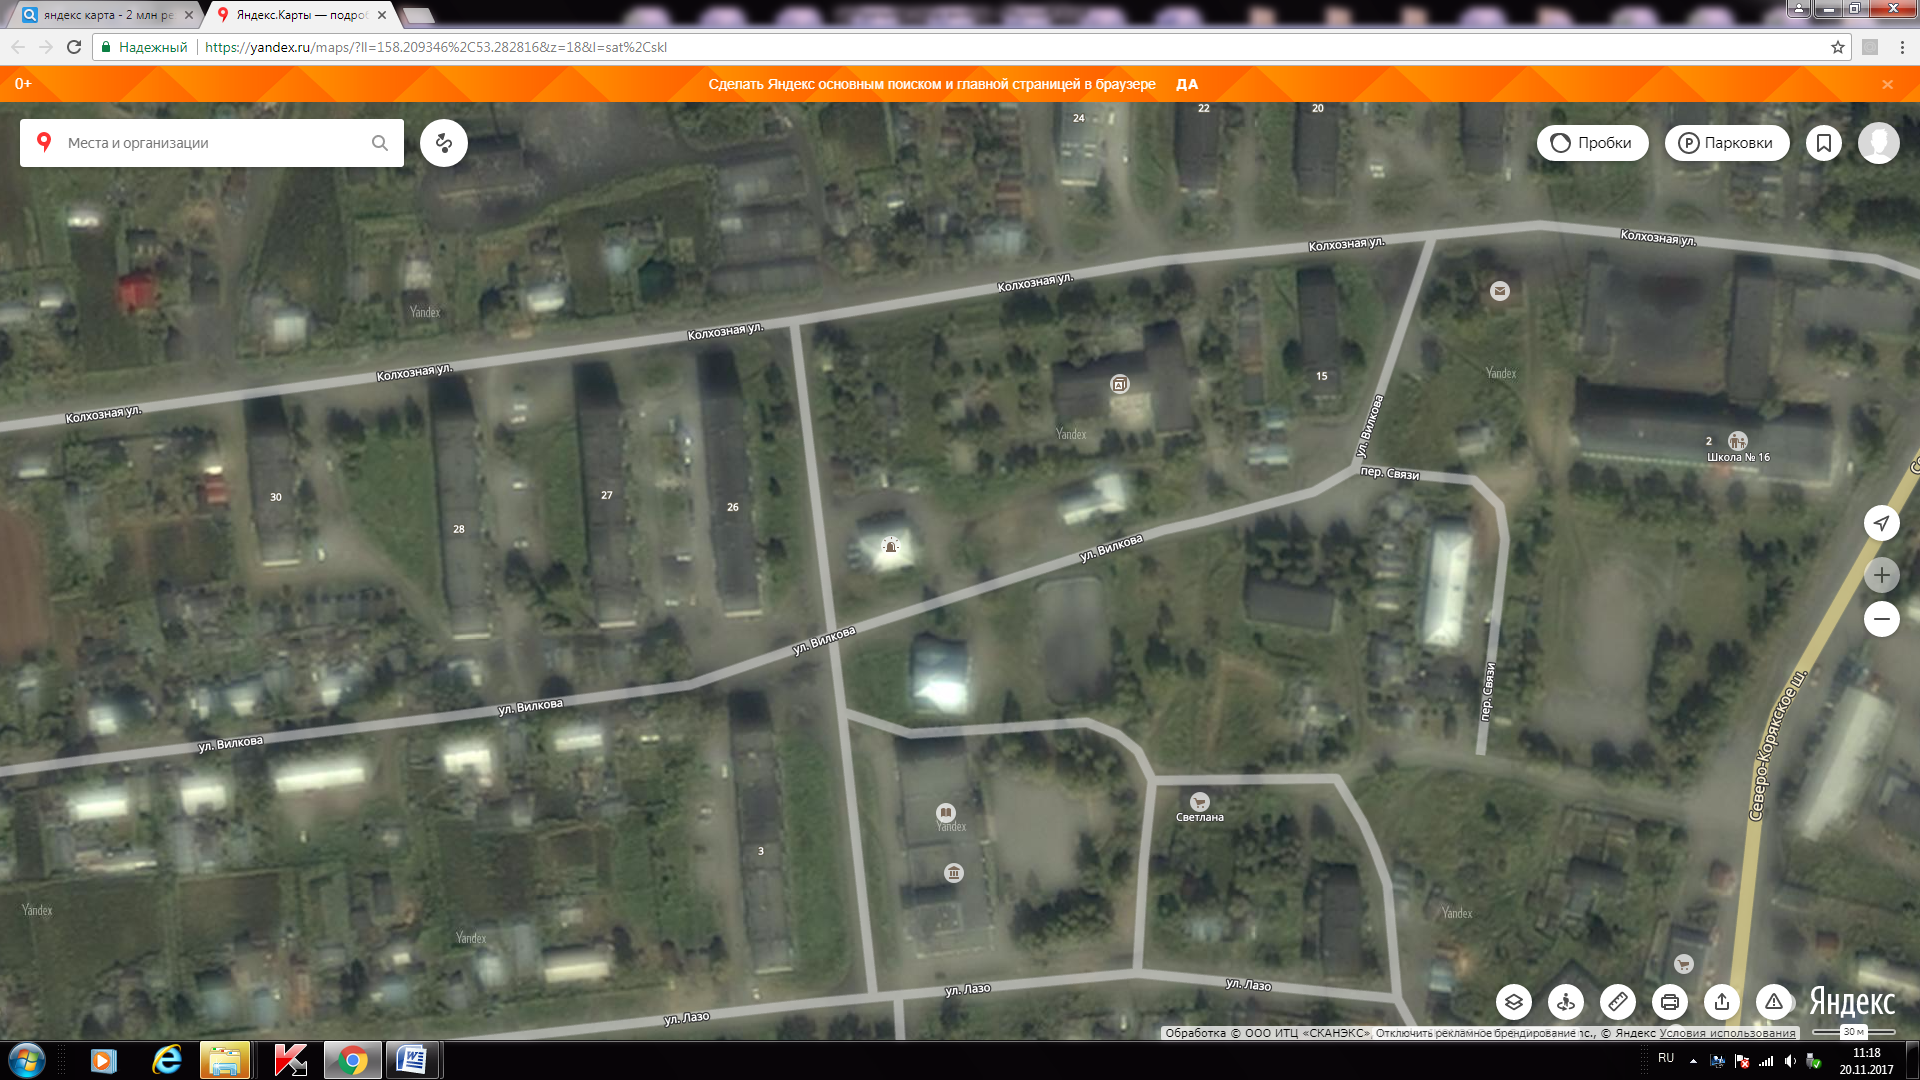 яндекс карта - 2 млн ре
Яндекс.Карты — подроб
Надежный
https://yandex.ru/maps/?ll=158.209346%2C53.282816&z=18&l=sat%2Cskl
0+
Сделать Яндекс основным поиском и главной страницей в браузере ДА
Места и организации
Пробки
Парковки
24
22
20
Колхозная ул.
Колхозная ул.
Колхозная ул.
Колхозная ул.
Колхозная ул.
Колхозная ул.
Yandex
Yandex
Yandex
15
ул. Вилкова
2
Школа № 16
пер. Связи
30
28
27
26
ул. Вилкова
ул. Вилкова
ул. Вилкова
ул. Вилкова
пер. Связи
Северо-Корякское ш.
Светлана
Yandex
3
Yandex
Yandex
Yandex
ул. Лазо
ул. Лазо
ул. Лазо
Яндекс
Обработка © ООО ИТЦ «СКАНЭКС», Отключить рекламное брендирование nc., © Яндекс Условия использования
30 м
RU
11:18
20.11.2017